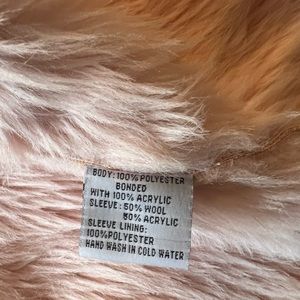 BODY: 100% POLYESTER
BONDED
WITH 100% ACRYLIC
SLEEVE: 50% WOOL
50% ACRYLIC
SLEEVE LINING:
100%POLYESTER
HAND WASH IN COLD WATER